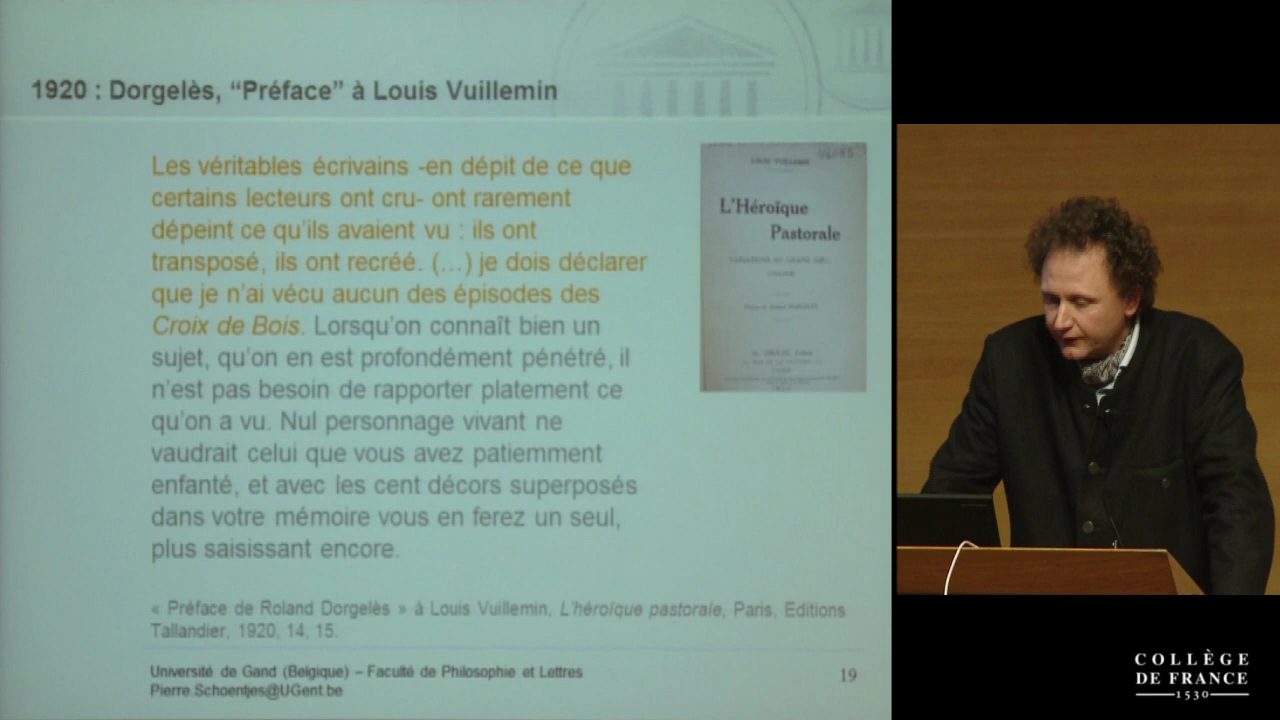 1920 : Dorgelès, “Préface” à Louis Vuillemin
Les véritables écrivains -en dépit de ce que
certains lecteurs ont cru- ont rarement
dépeint ce qu’ils avaient vu : ils ont
transposé, ils ont recréé. (…) je dois déclarer
que je n’ai vécu aucun des épisodes des
Croix de Bois. Lorsqu’on connaît bien un
sujet, qu’on en est profondément pénétré, il
n’est pas besoin de rapporter platement ce
qu’on a vu. Nul personnage vivant ne
vaudrait celui que vous avez patiemment
enfanté, et avec les cent décors superposés
dans votre mémoire vous en ferez un seul,
plus saisissant encore.
L’Héroïque
Pastorale
« Préface de Roland Dorgelès » à Louis Vuillemin, L’héroïque pastorale, Paris, Editions
Tallandier, 1920, 14, 15.
Université de Gand (Belgique) – Faculté de Philosophie et Lettres
Pierre.Schoentjes@UGent.be
19
COLLÈGE
DE FRANCE
1530